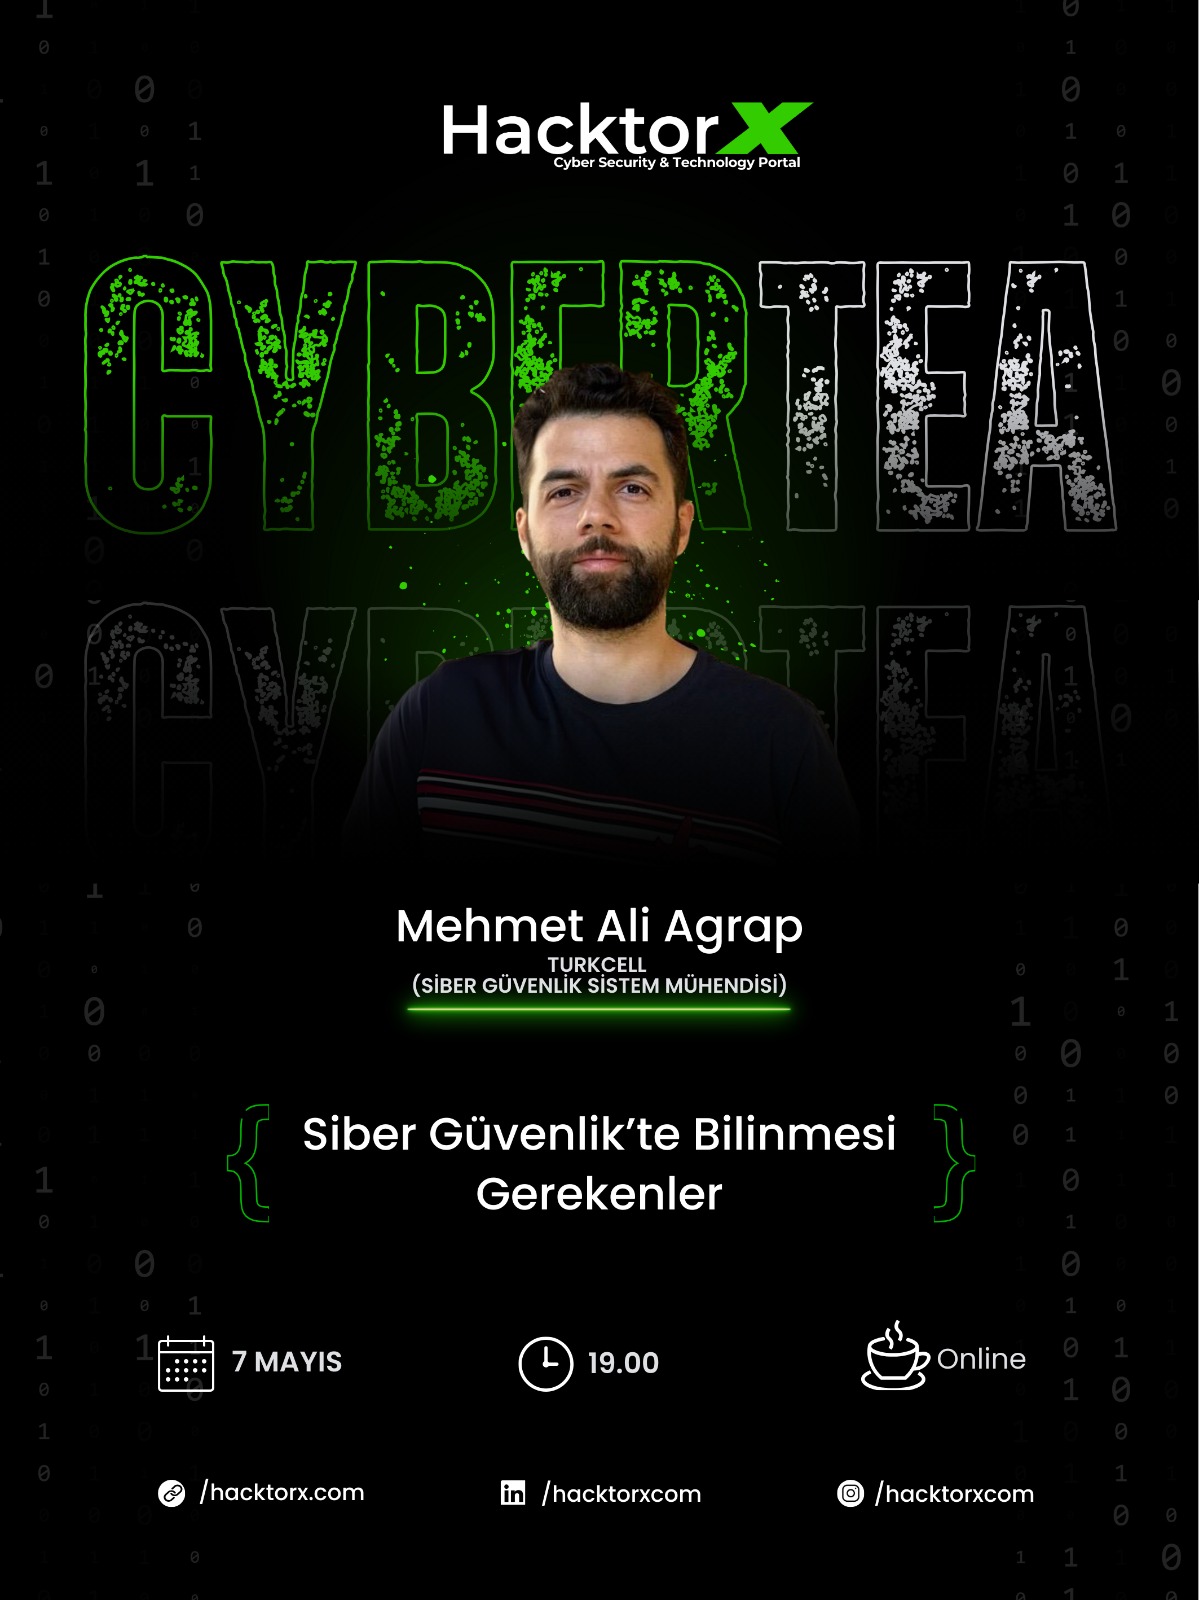 HacktorX
Cyber Security & Technology Portal
CYBERTEA
CYBERTEA
Mehmet Ali Agrap
TURKCELL
(SİBER GÜVENLİK SİSTEM MÜHENDİSİ)
{ Siber Güvenlik’te Bilinmesi }
Gerekenler
7 MAYIS
19.00
Online
/hacktorx.com
/hacktorxcom
/hacktorxcom